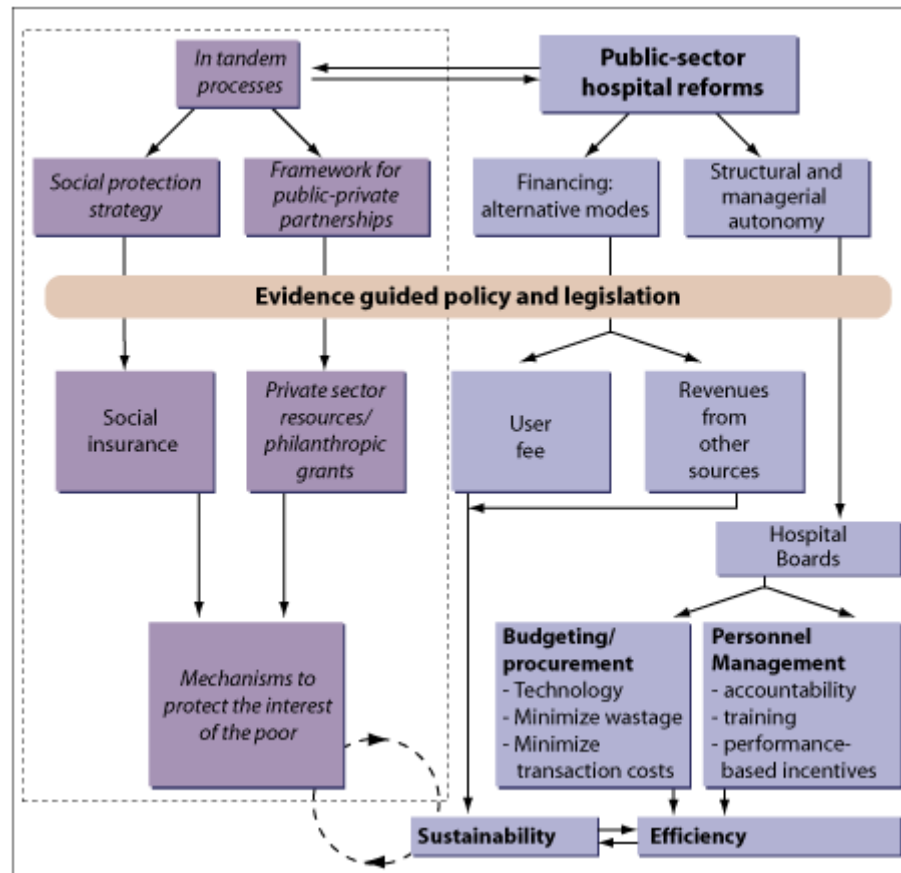 In tandem
processes
Public-sector
hospital reforms
Social protection
strategy
Framework for
public-private
partnerships
Financing:
alternative modes
Structural and
managerial
autonomy
Evidence guided policy and legislation
Social
insurance
Private sector
resources/
philanthropic
grants
User
fee
Revenues
from
other
sources
Hospital
Boards
Mechanisms to
protect the interest
of the poor
Budgeting/
procurement
- Technology
- Minimize wastage
- Minimize
transaction costs
Personnel
Management
- accountability
- training
- performance-
based incentives
Sustainability
Efficiency